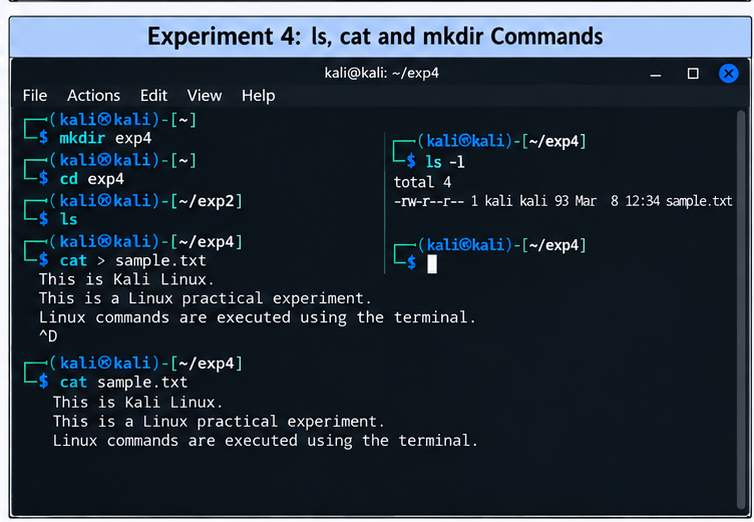 Experiment 4: ls, cat and mkdir Commands
kali@kali: ~/exp4
File Actions Edit View Help
┌──(kali㉿kali)-[~]
└─$ mkdir exp4
┌──(kali㉿kali)-[~]
└─$ cd exp4
┌──(kali㉿kali)-[~/exp2]
└─$ ls
┌──(kali㉿kali)-[~/exp4]
└─$ cat > sample.txt
This is Kali Linux.
This is a Linux practical experiment.
Linux commands are executed using the terminal.
^D
┌──(kali㉿kali)-[~/exp4]
└─$ cat sample.txt
This is Kali Linux.
This is a Linux practical experiment.
Linux commands are executed using the terminal.
┌──(kali㉿kali)-[~/exp4]
└─$ ls -l
total 4
-rw-r--r-- 1 kali kali 93 Mar  8 12:34 sample.txt
┌──(kali㉿kali)-[~/exp4]
└─$